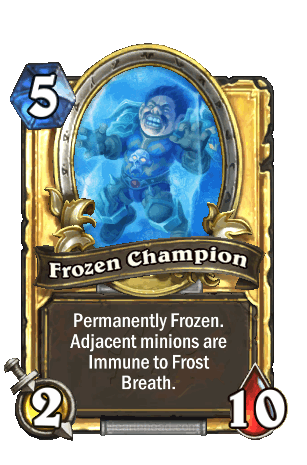 5
Frozen Champion
Permanently Frozen.
Adjacent minions are
Immune to Frost
Breath.
2
10